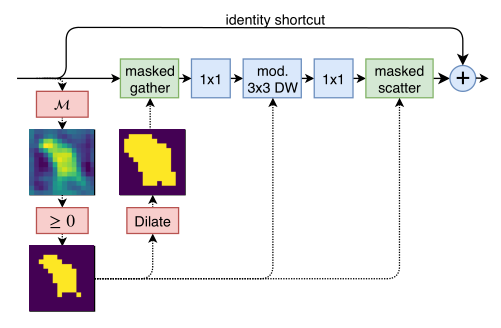 identity shortcut
masked
gather
1x1
mod.
3x3 DW
1x1
masked
scatter
+
ℳ
≥ 0
Dilate